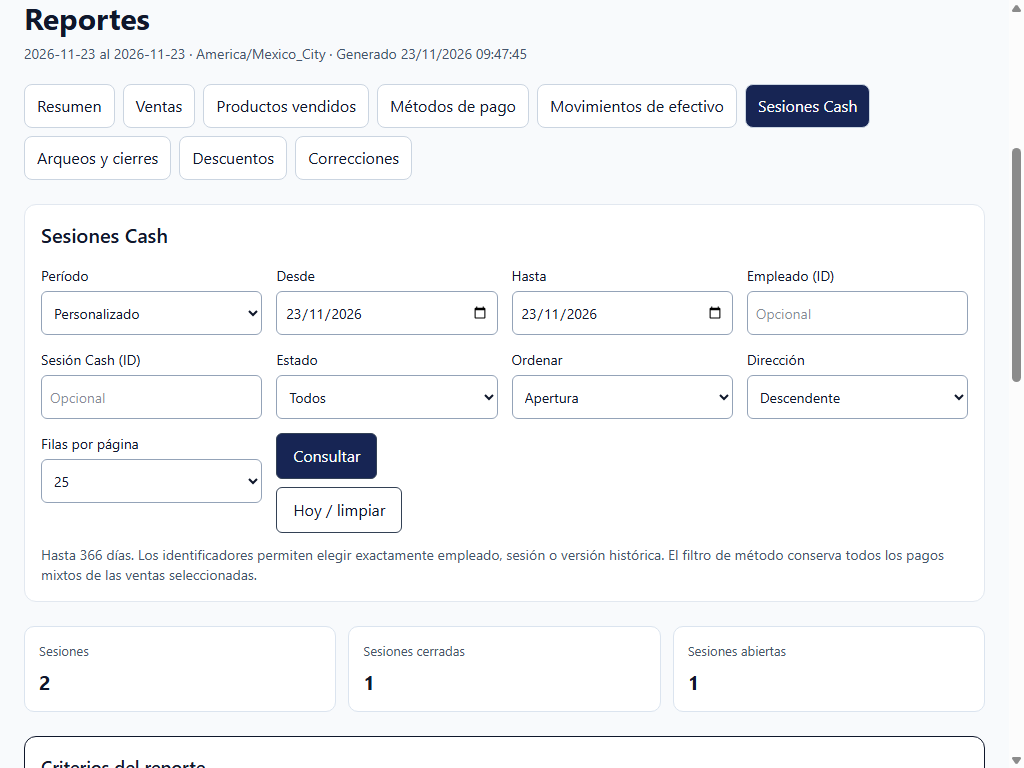 Reportes
2026-11-23 al 2026-11-23 · America/Mexico_City · Generado 23/11/2026 09:47:45
Resumen
Ventas
Productos vendidos
Métodos de pago
Movimientos de efectivo
Sesiones Cash
Arqueos y cierres
Descuentos
Correcciones
Sesiones Cash
Período
Desde
Hasta
Empleado (ID)
Personalizado
23/11/2026
23/11/2026
Opcional
Sesión Cash (ID)
Estado
Ordenar
Dirección
Opcional
Todos
Apertura
Descendente
Filas por página
25
Consultar
Hoy / limpiar
Hasta 366 días. Los identificadores permiten elegir exactamente empleado, sesión o versión histórica. El filtro de método conserva todos los pagos
mixtos de las ventas seleccionadas.
Sesiones
2
Sesiones cerradas
1
Sesiones abiertas
1
Criterios del reporte